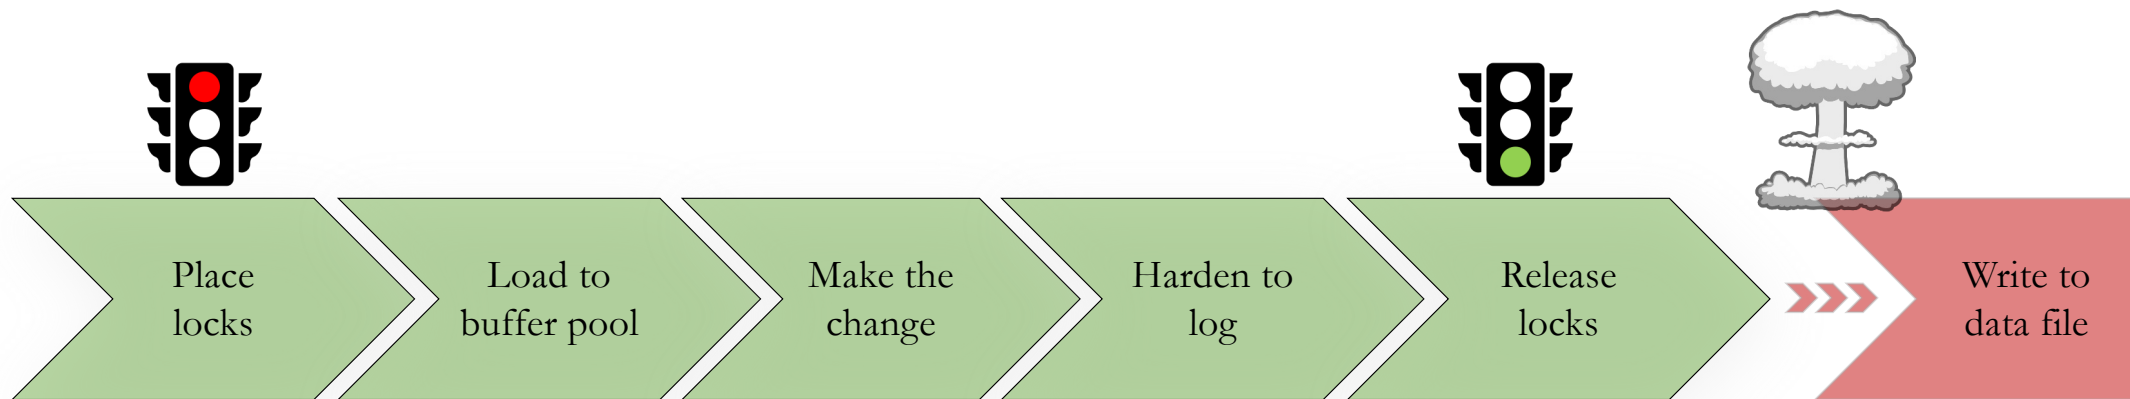 Place
locks
Load to
buffer pool
Make the
change
Harden to
log
Release
locks
Write to
data file